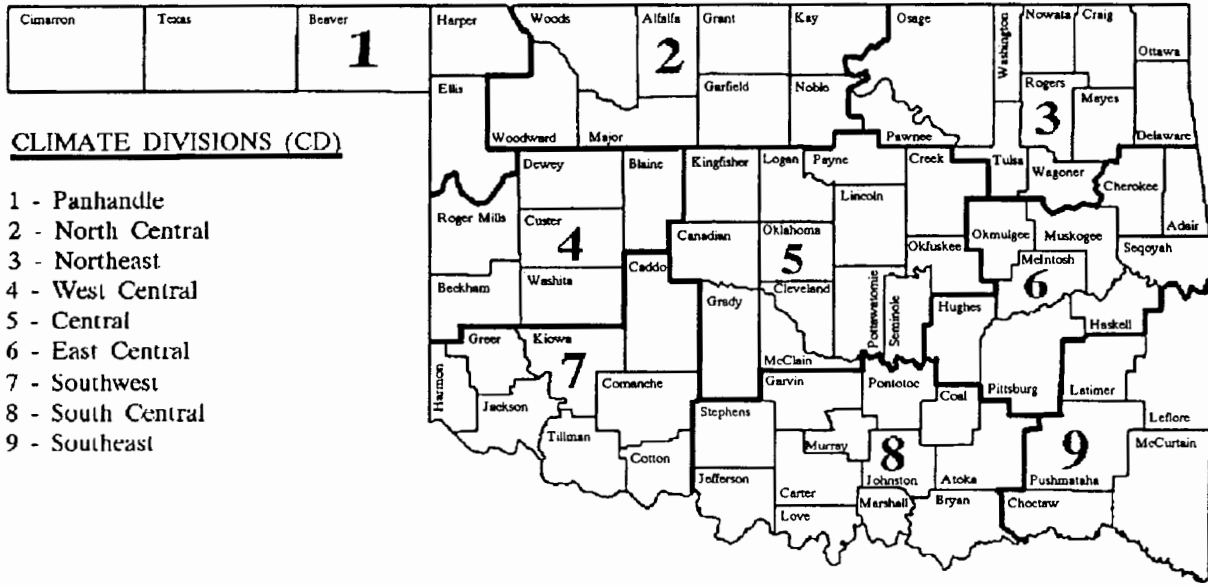 Cimarron Texas Beaver Harper Woods Alfalfa Grant Kay Osage Washington Nowata Craig Ottawa
1 2
Ellis Garfield Noble Rogers Mayes
3
Woodward Major Pawnee Delaware
CLIMATE DIVISIONS (CD)
Dewey Blaine Kingfisher Logan Payne Creek Tulsa Wagoner Cherokee
1 - Panhandle
2 - North Central
3 - Northeast
4 - West Central
5 - Central
6 - East Central
7 - Southwest
8 - South Central
9 - Southeast
Lincoln
Roger Mills Custer Canadian Oklahoma Okmulgee Muskogee Adair
4 5 Okfuskee Seqoyah
Beckham Washita Caddo Cleveland McIntosh
6
Grady Pottawatomie Seminole Hughes Haskell
Greer Kiowa McClain
7
Harmon Jackson Comanche Garvin Pontotoc Coal Pittsburg Latimer
Stephens Leflore
Tillman Cotton Murray McCurtain
8 9
Jefferson Carter Johnston Atoka Pushmataha
Love Marshall Bryan Choctaw